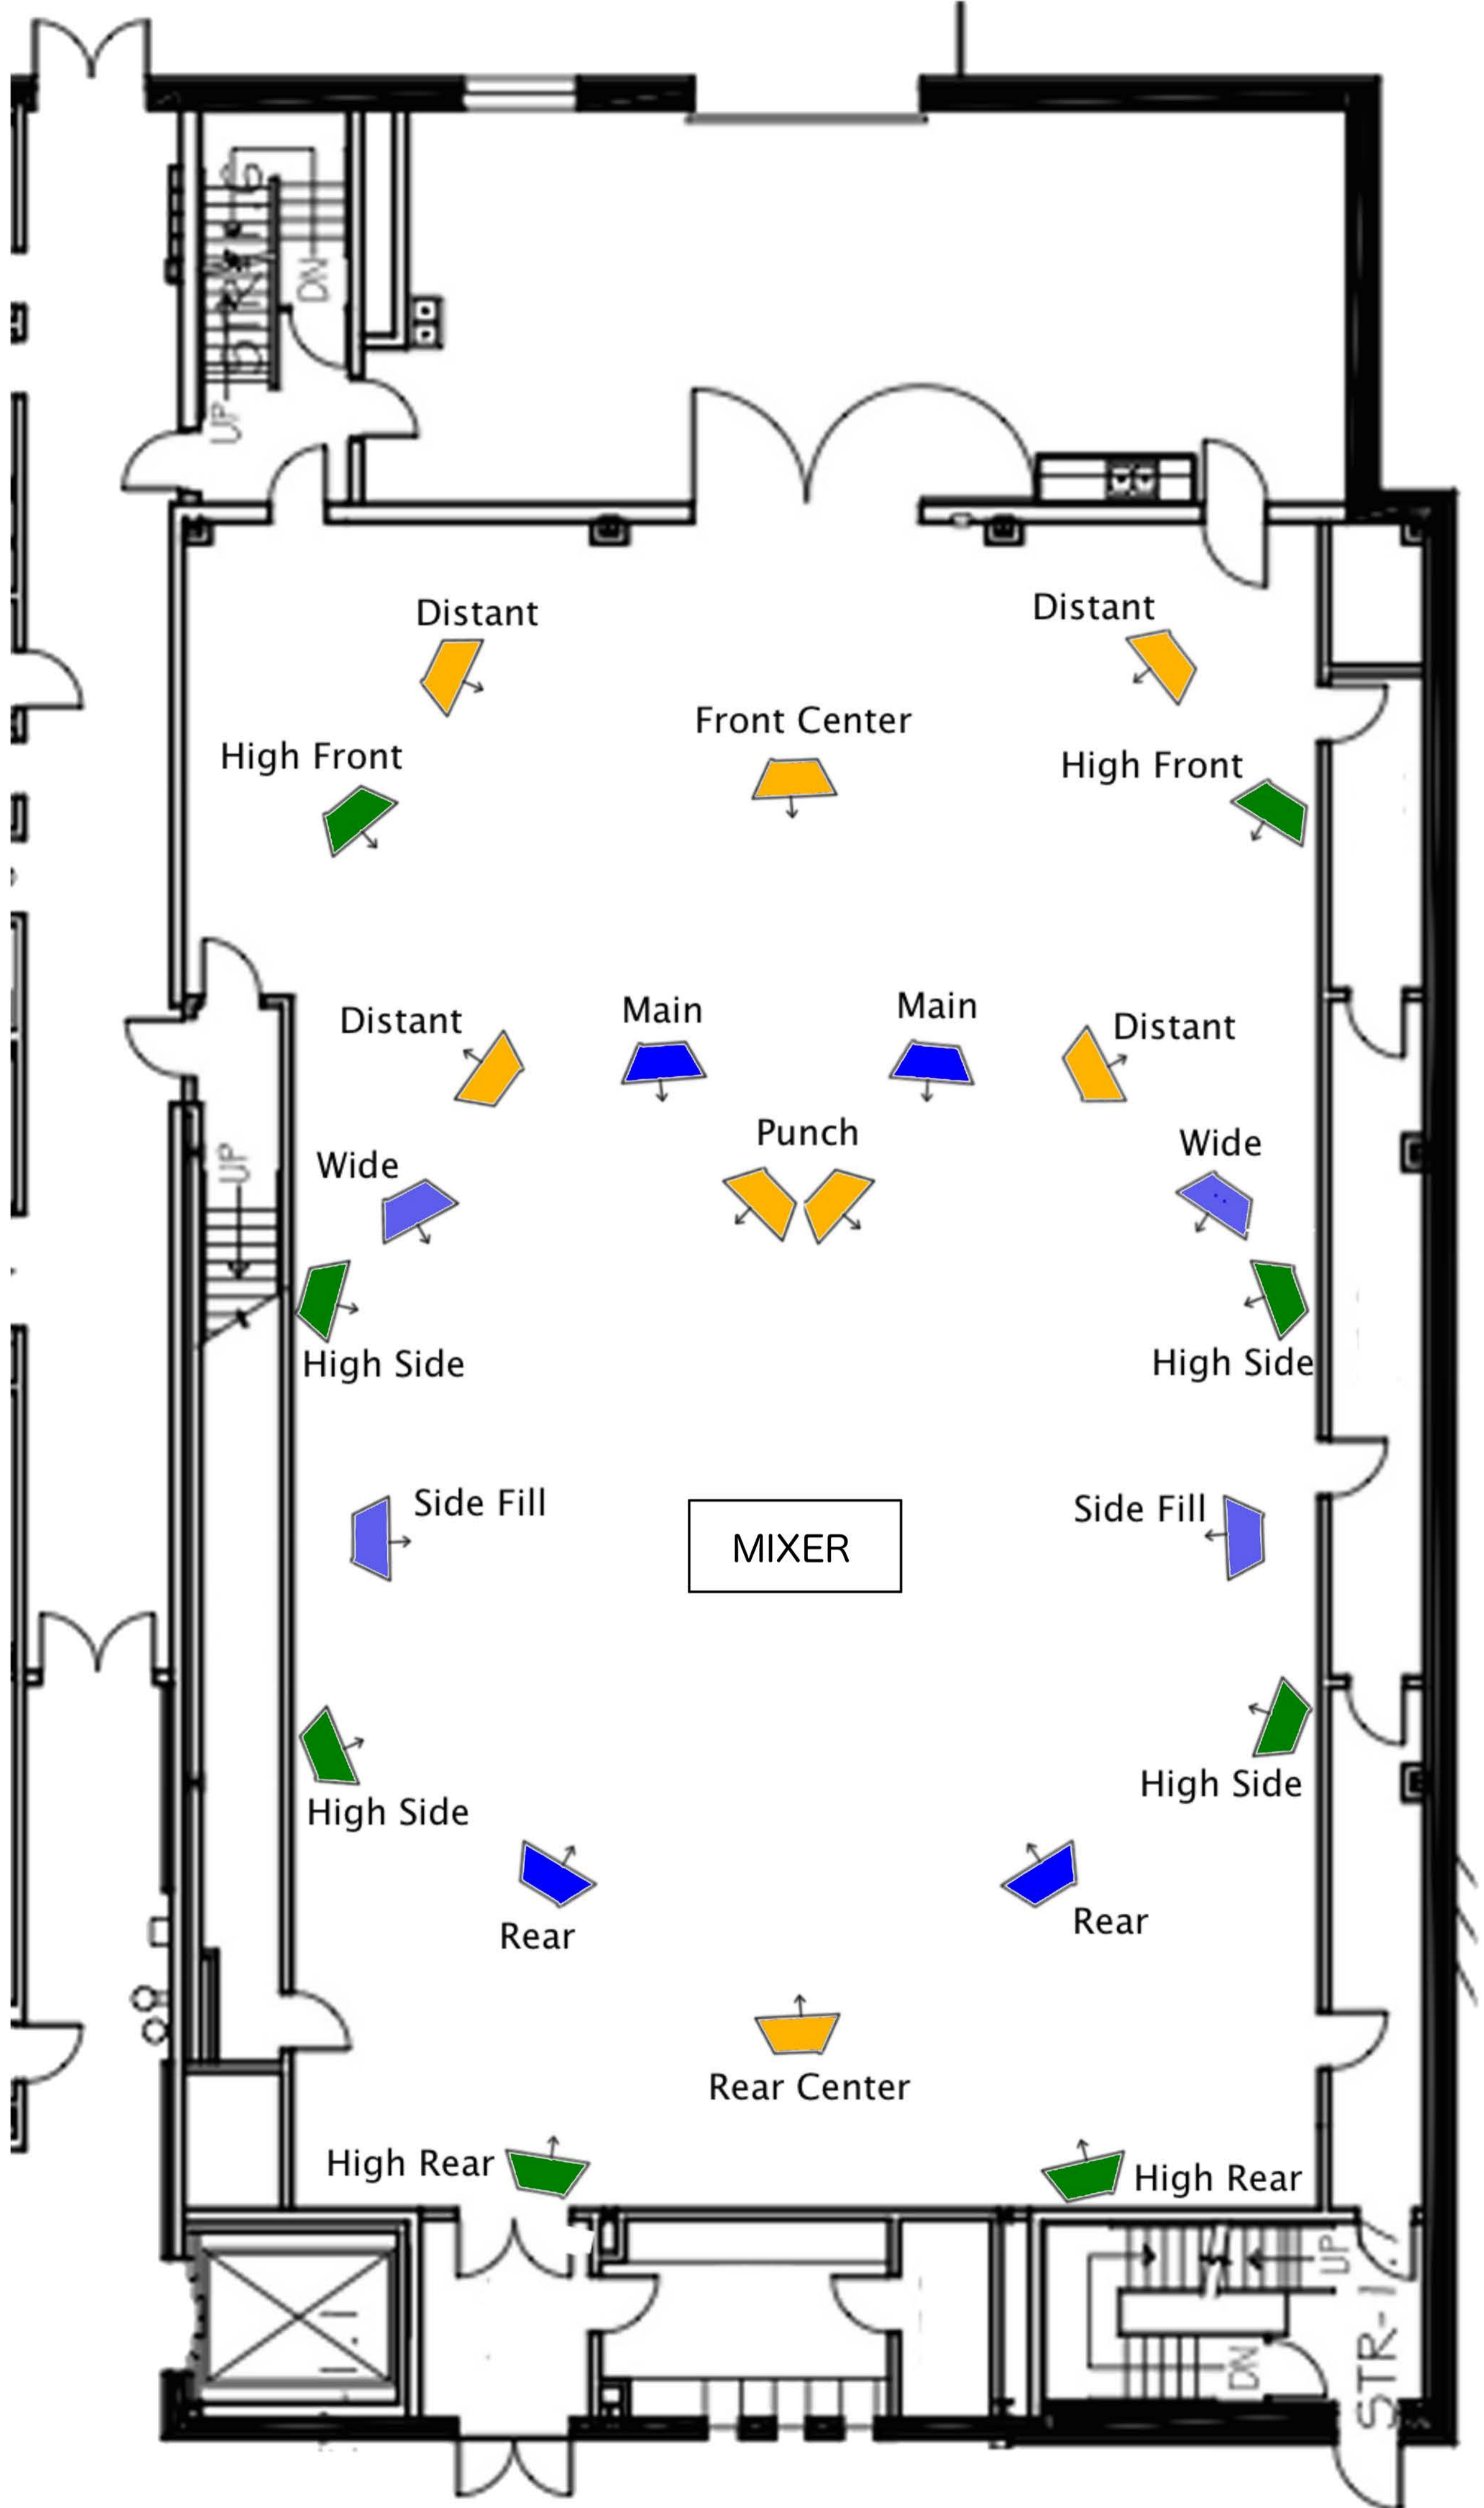 DN
UP
Distant
Distant
Front Center
High Front
High Front
Distant
Main
Main
Distant
Punch
Wide
Wide
UP
High Side
High Side
Side Fill
Side Fill
MIXER
High Side
High Side
Rear
Rear
Rear Center
High Rear
High Rear
UP
DN